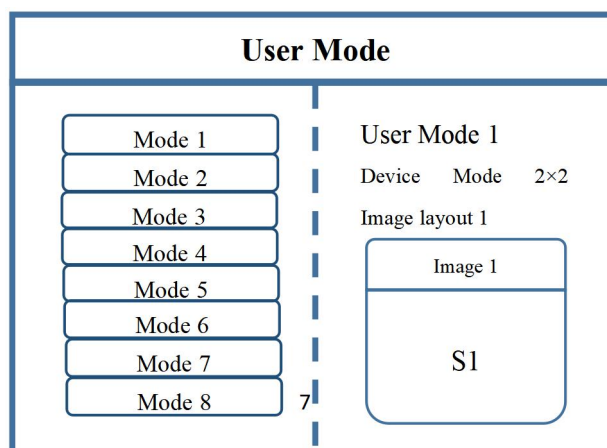 User Mode
Mode 1
Mode 2
Mode 3
Mode 4
Mode 5
Mode 6
Mode 7
Mode 8
7
User Mode 1
Device Mode 2×2
Image layout 1
Image 1
S1